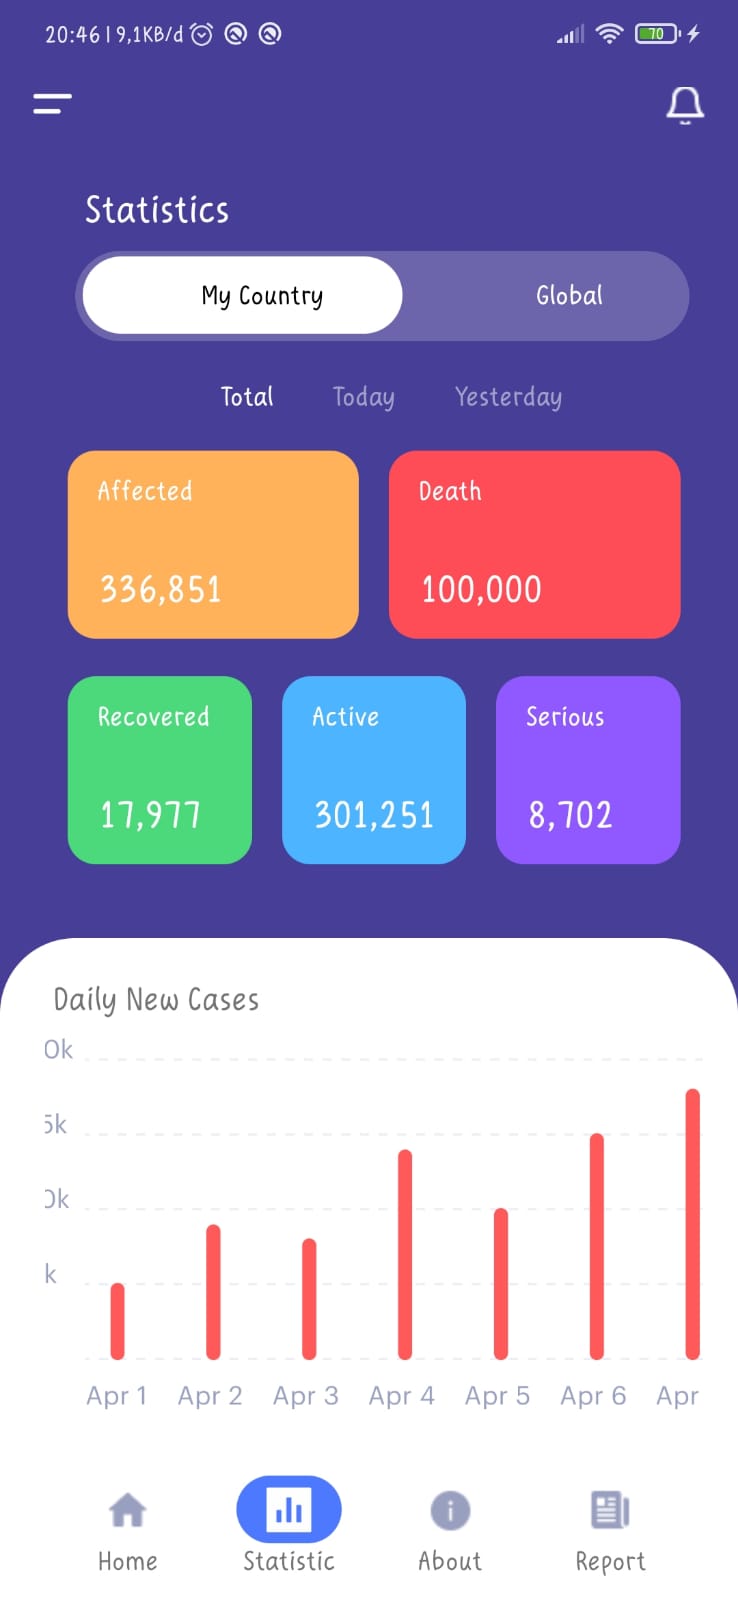 20:46 | 9,1KB/d
70
Statistics
My Country Global
Total Today Yesterday
Affected Death
336,851 100,000
Recovered Active Serious
17,977 301,251 8,702
Daily New Cases
0k
5k
0k
k
Apr 1 Apr 2 Apr 3 Apr 4 Apr 5 Apr 6 Apr
Home Statistic About Report